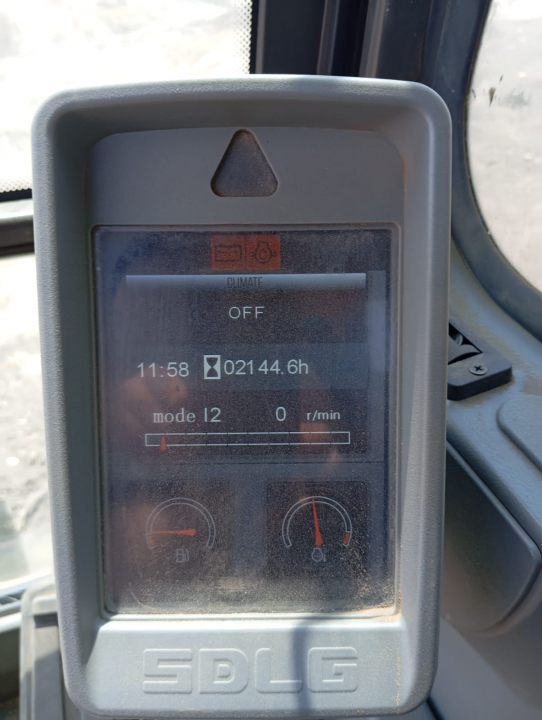 CLIMATE
OFF
11:58 02144.6h
mode I2 0 r/min
SDLG